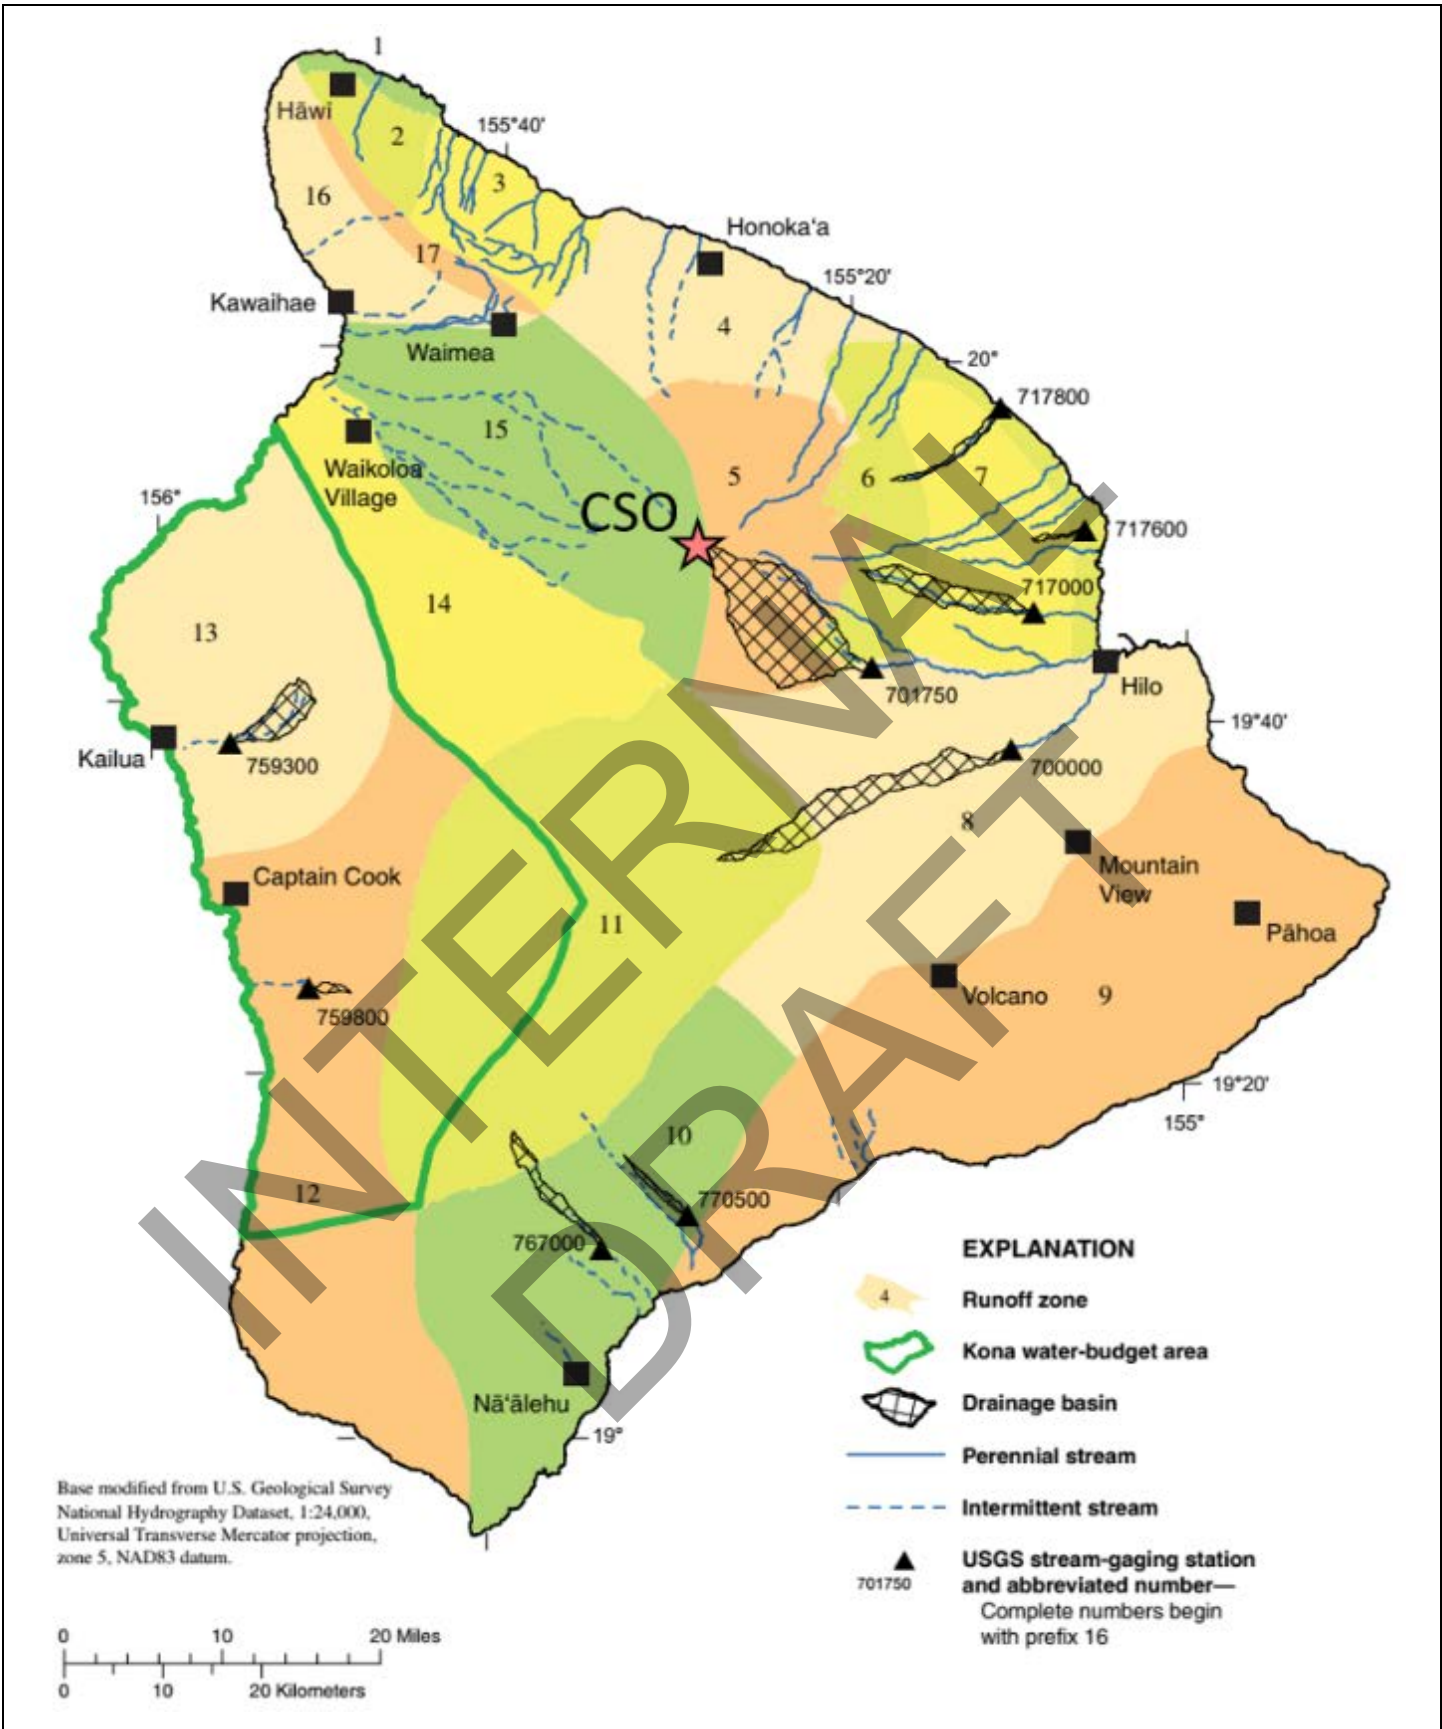 1
Hāwi
2
155°40'
3
16
Honoka‘a
17
155°20'
Kawaihae
4
Waimea
20°
717800
15
Waikoloa
Village
5
6
7
156°
CSO
717600
717000
14
13
701750
Hilo
19°40'
Kailua
759300
700000
8
Mountain
View
Captain Cook
11
Pāhoa
Volcano
9
759800
19°20'
155°
10
12
770500
767000
Nā‘ālehu
19°
INTERNAL
DRAFT
EXPLANATION
4
Runoff zone
Kona water-budget area
Drainage basin
Perennial stream
Intermittent stream
701750
USGS stream-gaging station
and abbreviated number—
Complete numbers begin
with prefix 16
Base modified from U.S. Geological Survey
National Hydrography Dataset, 1:24,000,
Universal Transverse Mercator projection,
zone 5, NAD83 datum.
0 10 20 Miles
0 10 20 Kilometers